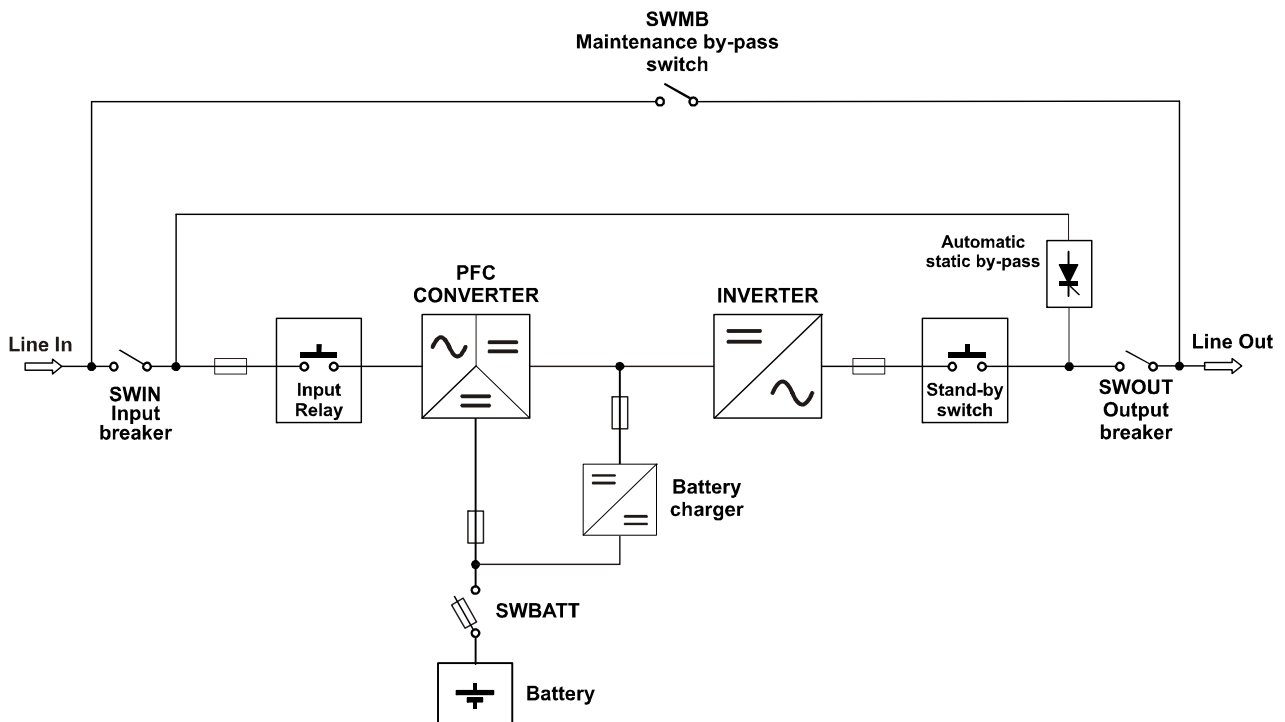 SWMB
Maintenance by-pass
switch
Automatic
static by-pass
PFC
CONVERTER
INVERTER
Line In
Line Out
SWIN
Input
breaker
Input
Relay
Stand-by
switch
SWOUT
Output
breaker
Battery
charger
SWBATT
Battery